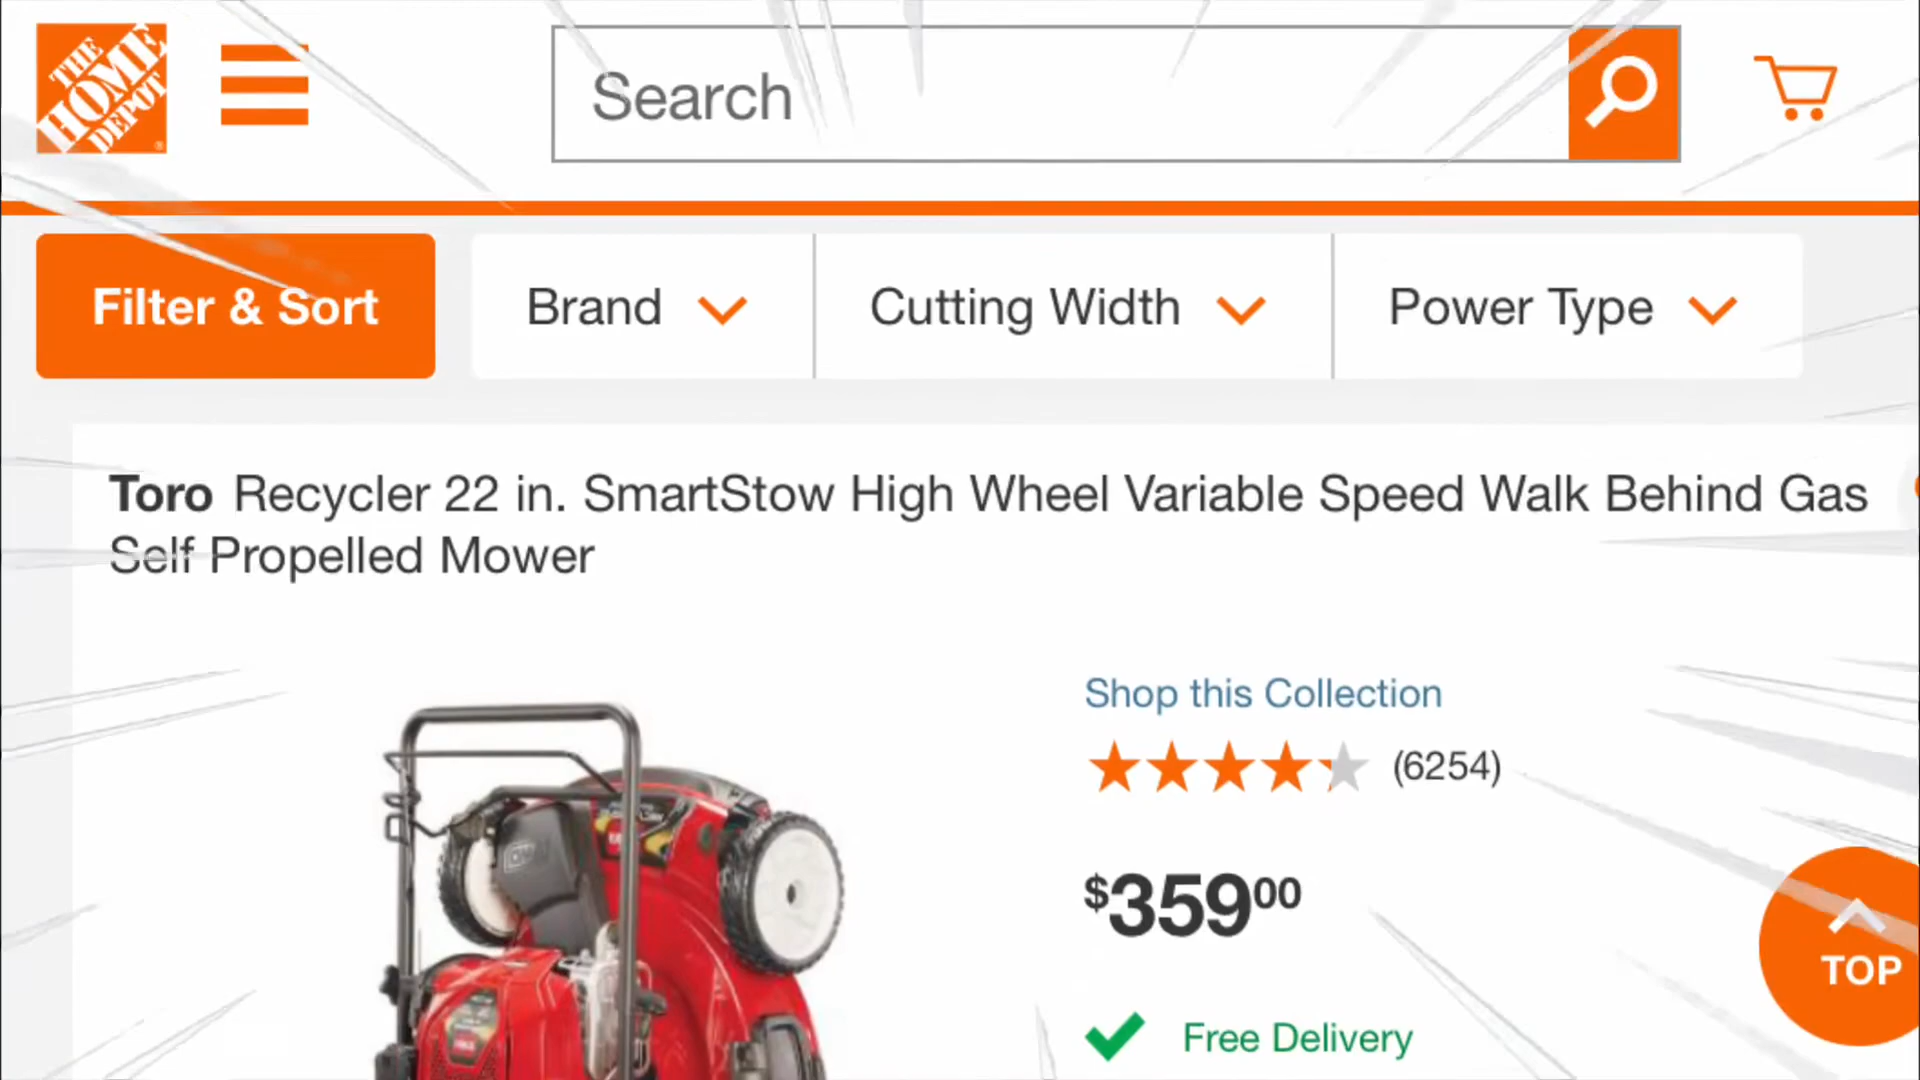 THE
HOME
DEPOT
Search
Filter & Sort
Brand
Cutting Width
Power Type
Toro Recycler 22 in. SmartStow High Wheel Variable Speed Walk Behind Gas
Self Propelled Mower
Shop this Collection
(6254)
$359 00
Free Delivery
TOP